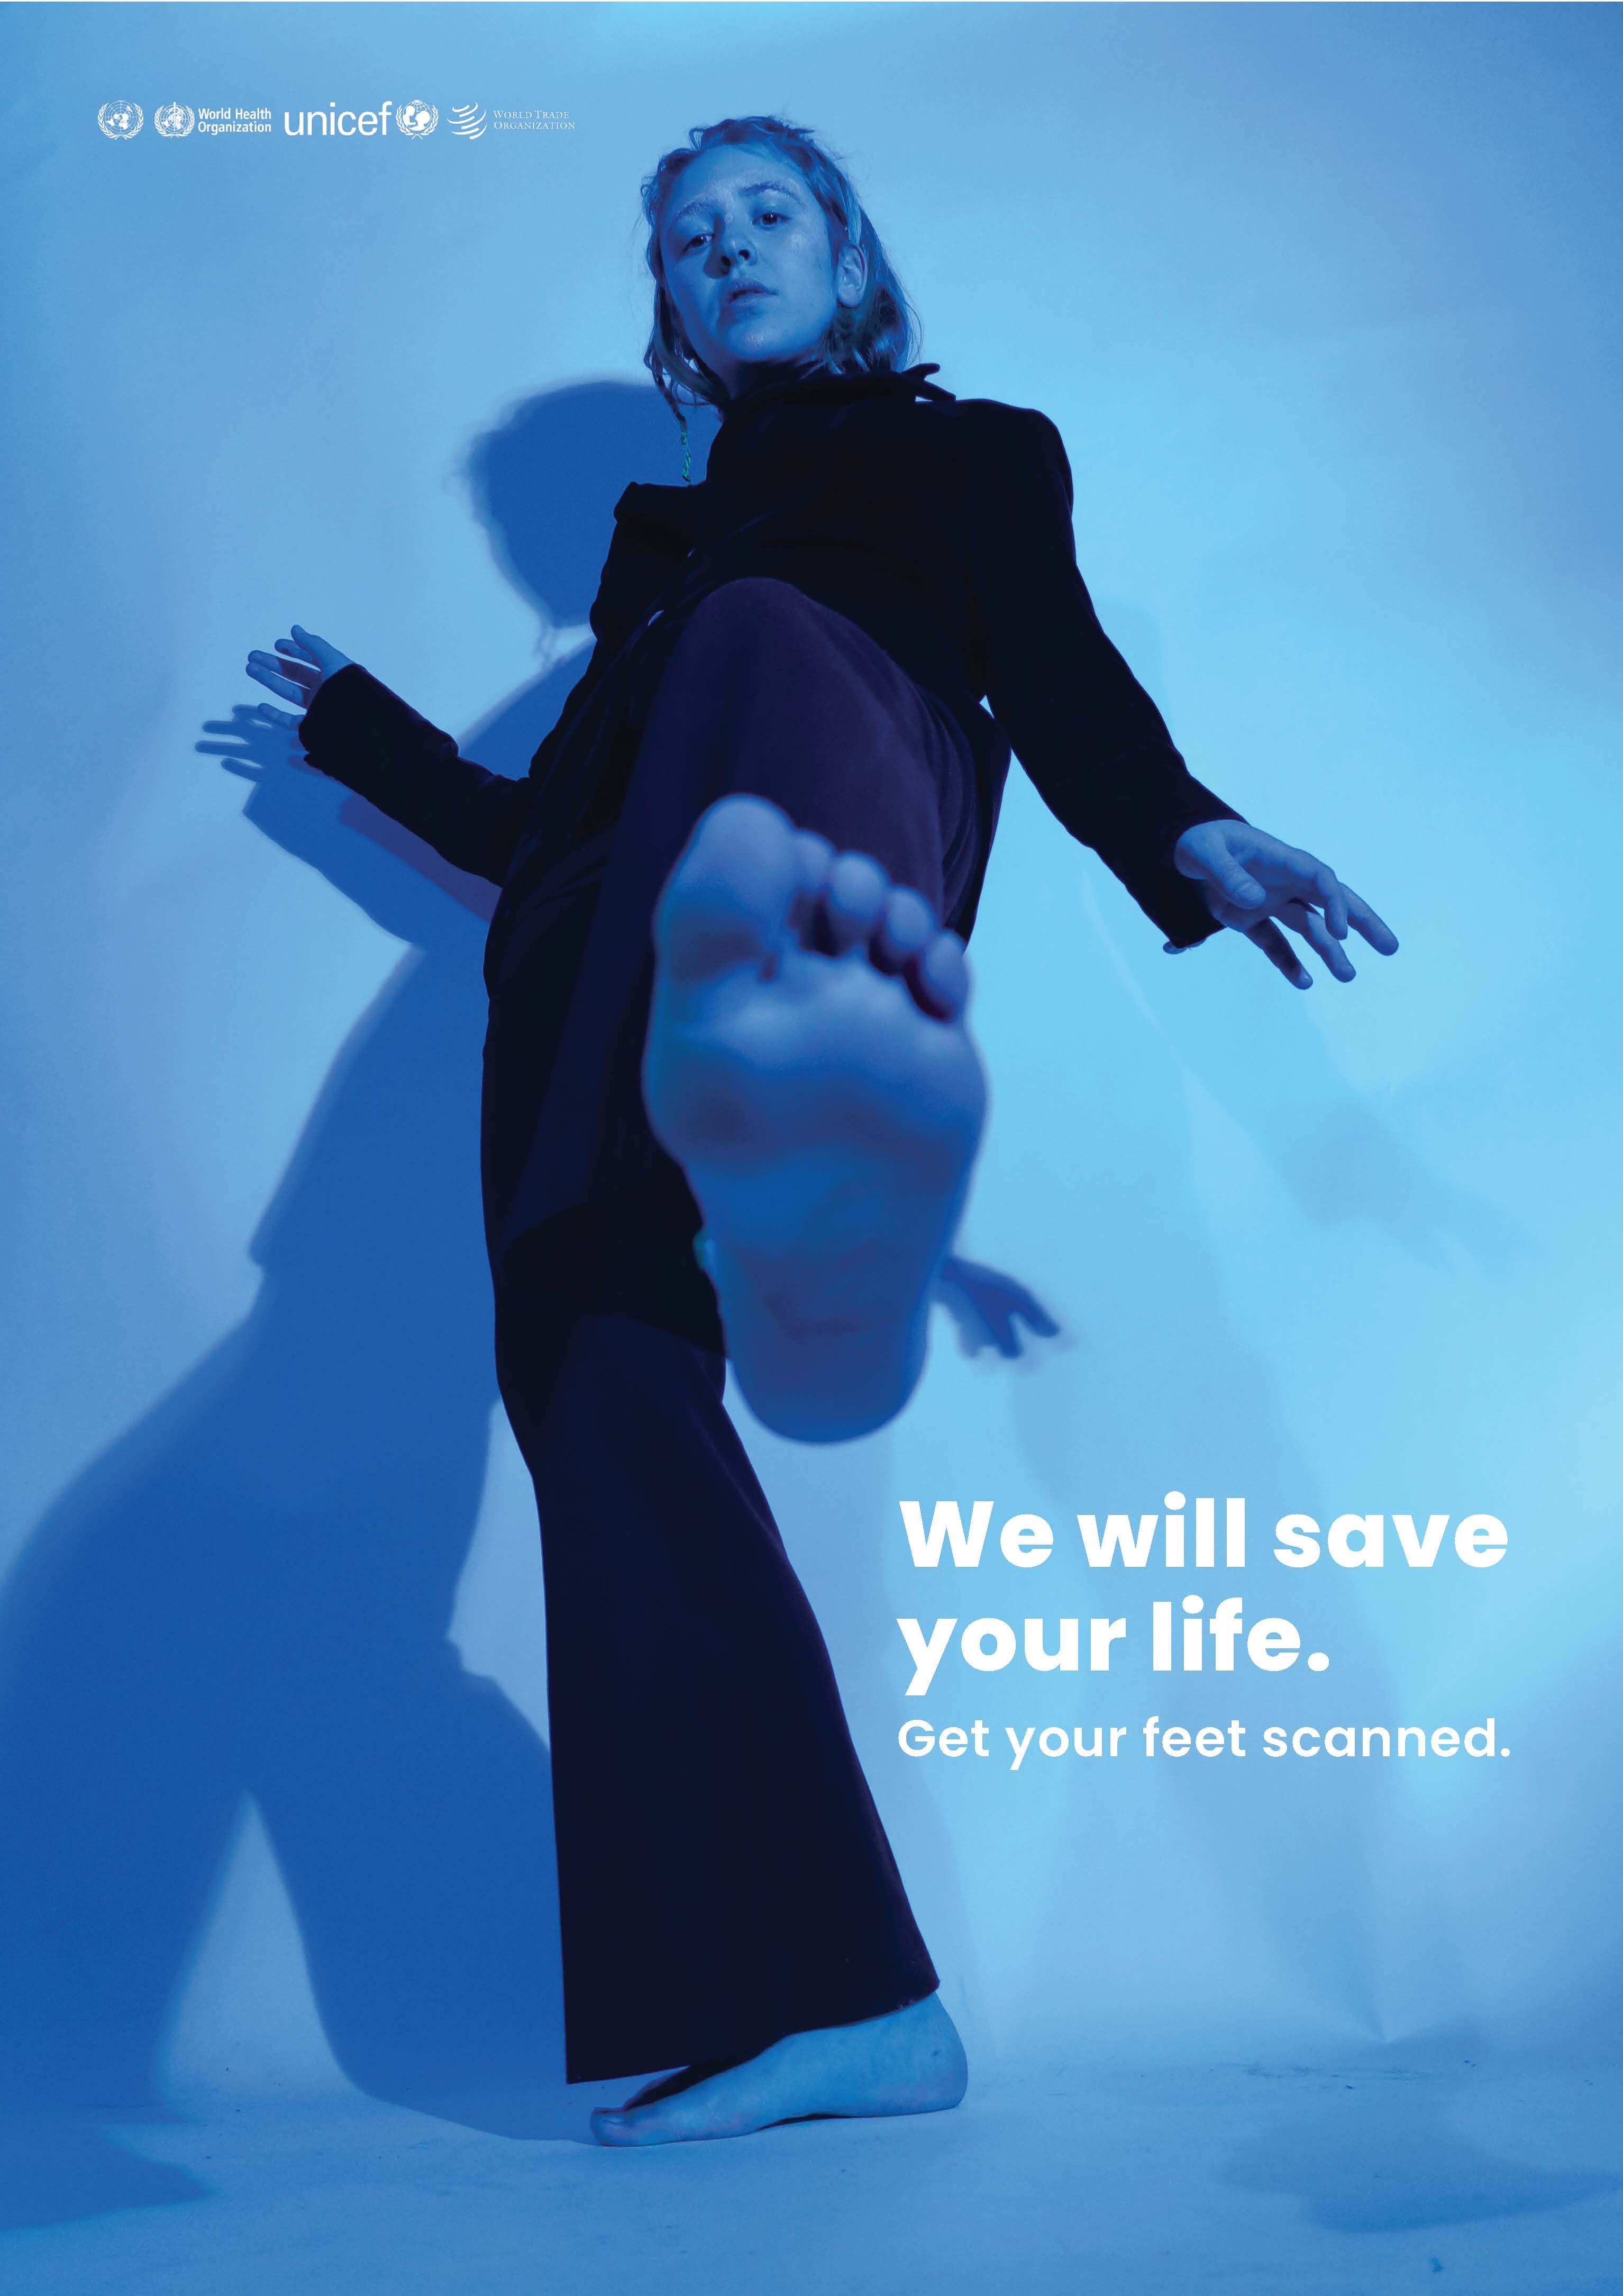 World Health
Organization
unicef
WORLD TRADE
ORGANIZATION
We will save
your life.
Get your feet scanned.